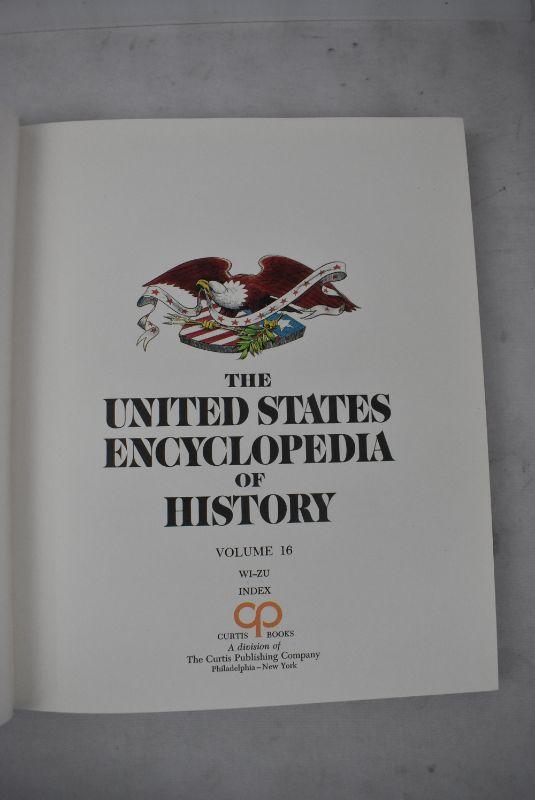 THE
UNITED STATES
ENCYCLOPEDIA
OF
HISTORY
VOLUME 16
WI–ZU
INDEX
cp
CURTIS BOOKS
A division of
The Curtis Publishing Company
Philadelphia – New York